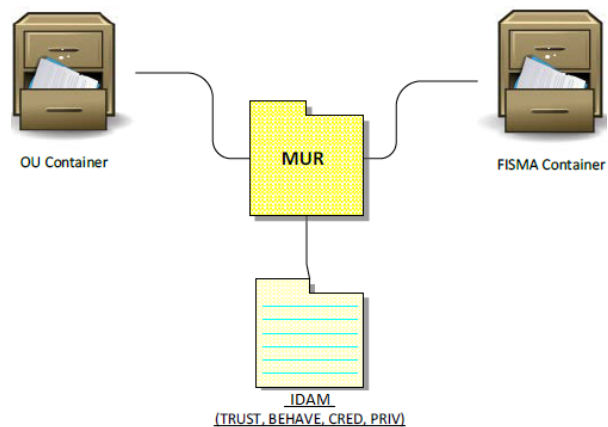 MUR
OU Container
FISMA Container
IDAM
(TRUST, BEHAVE, CRED, PRIV)